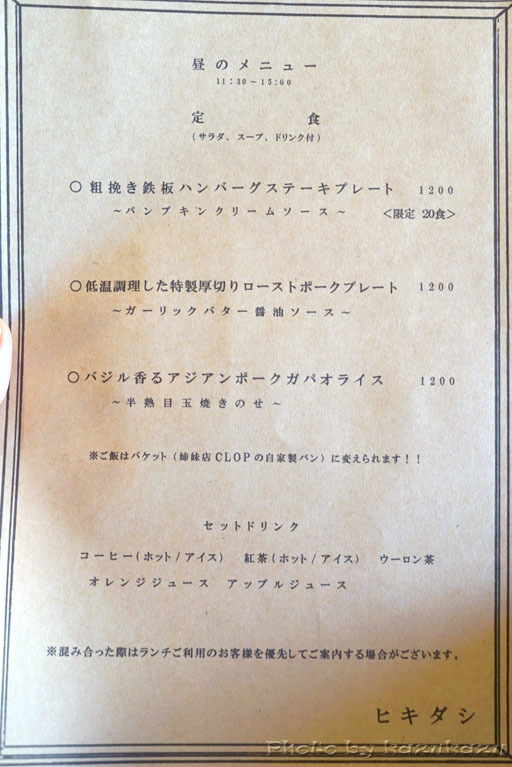 昼のメニュー
11:30~15:00
定食
(サラダ、スープ、ドリンク付)
○粗挽き鉄板ハンバーグステーキプレート 1200
~パンプキンクリームソース~ <限定 20食>
○低温調理した特製厚切りローストポークプレート 1200
~ガーリックバター醤油ソース~
○バジル香るアジアンポークガパオライス 1200
~半熟目玉焼きのせ~
※ご飯はバケット(姉妹店CLOPの自家製パン)に変えられます!!
セットドリンク
コーヒー(ホット/アイス) 紅茶(ホット/アイス) ウーロン茶
オレンジジュース アップルジュース
※混み合った際はランチご利用のお客様を優先してご案内する場合がございます。
ヒキダシ
Photo by kazukazu